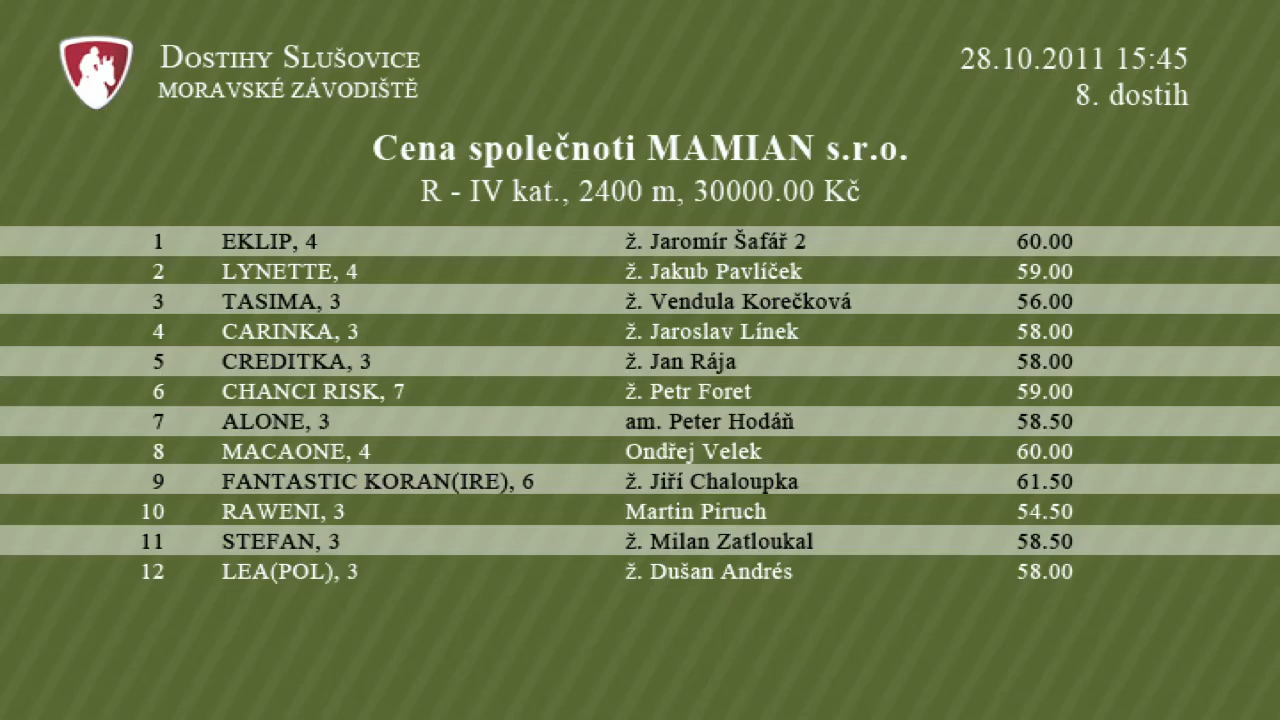 Dostihy Slušovice
MORAVSKÉ ZÁVODIŠTĚ
28.10.2011 15:45
8. dostih
Cena společnoti MAMIAN s.r.o.
R - IV kat., 2400 m, 30000.00 Kč
1 EKLIP, 4 ž. Jaromír Šafář 2 60.00
2 LYNETTE, 4 ž. Jakub Pavlíček 59.00
3 TASIMA, 3 ž. Vendula Korečková 56.00
4 CARINKA, 3 ž. Jaroslav Línek 58.00
5 CREDITKA, 3 ž. Jan Rája 58.00
6 CHANCI RISK, 7 ž. Petr Foret 59.00
7 ALONE, 3 am. Peter Hodáň 58.50
8 MACAONE, 4 Ondřej Velek 60.00
9 FANTASTIC KORAN(IRE), 6 ž. Jiří Chaloupka 61.50
10 RAWENI, 3 Martin Piruch 54.50
11 STEFAN, 3 ž. Milan Zatloukal 58.50
12 LEA(POL), 3 ž. Dušan Andrés 58.00